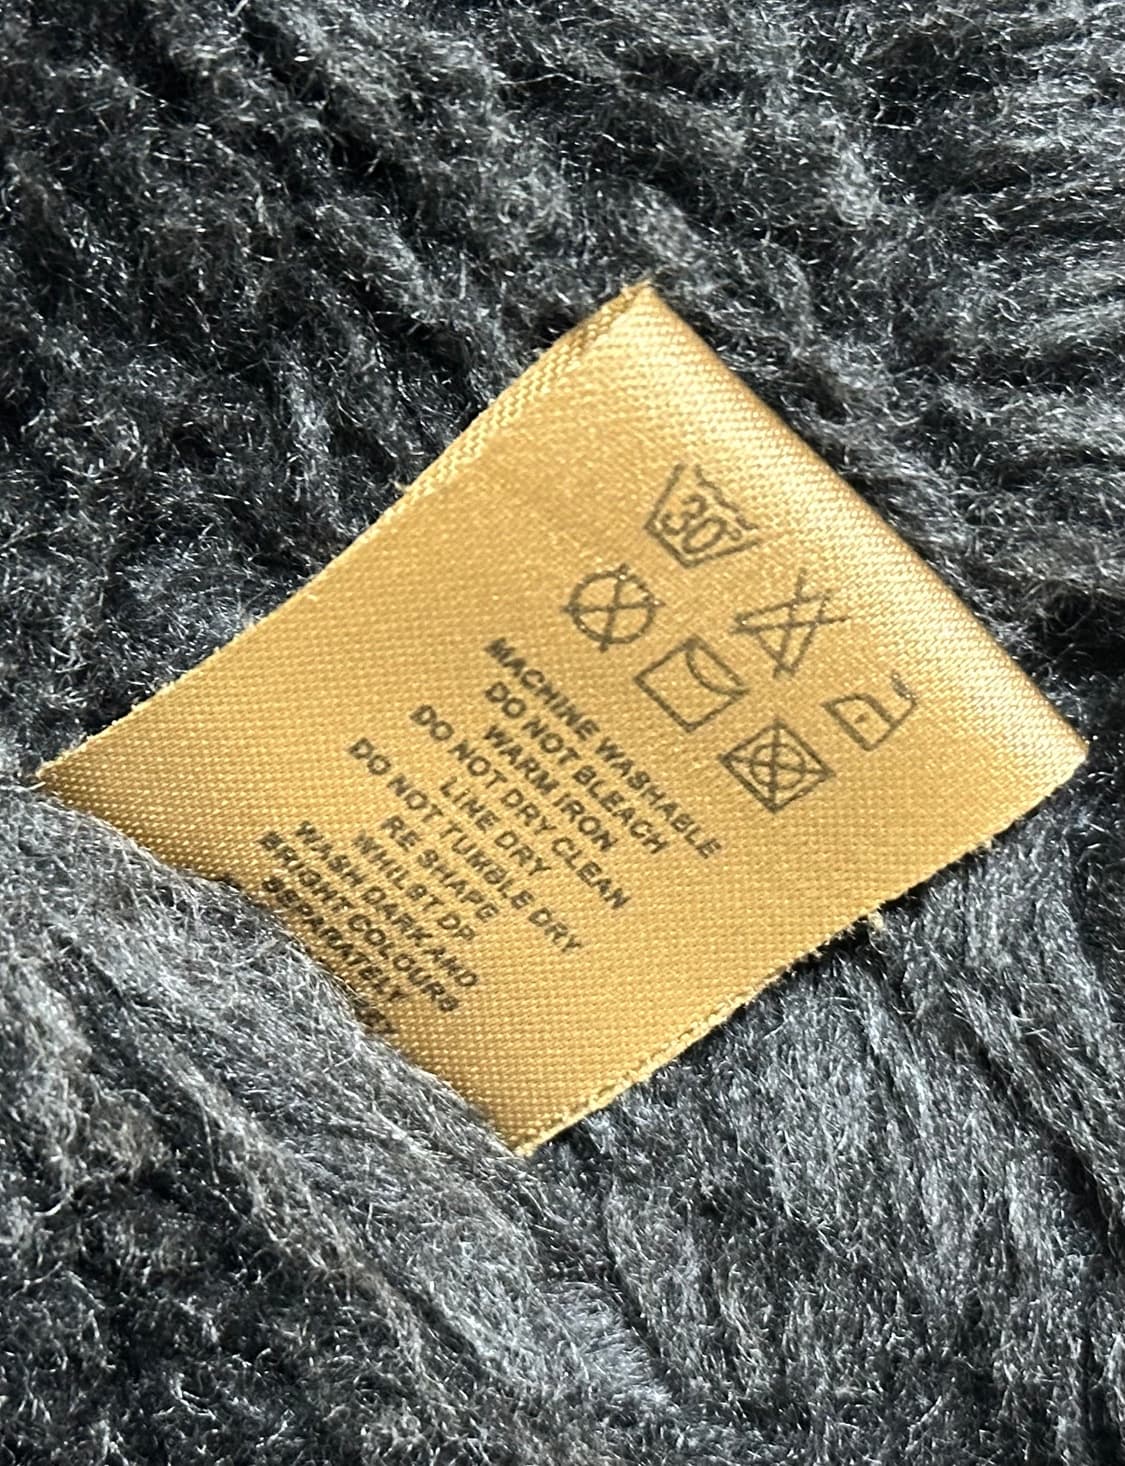 30°
MACHINE WASHABLE
DO NOT BLEACH
WARM IRON
DO NOT DRY CLEAN
LINE DRY
DO NOT TUMBLE DRY
RE SHAPE
WHILST DP
WASH DARK AND
BRIGHT COLOURS
SEPARATELY